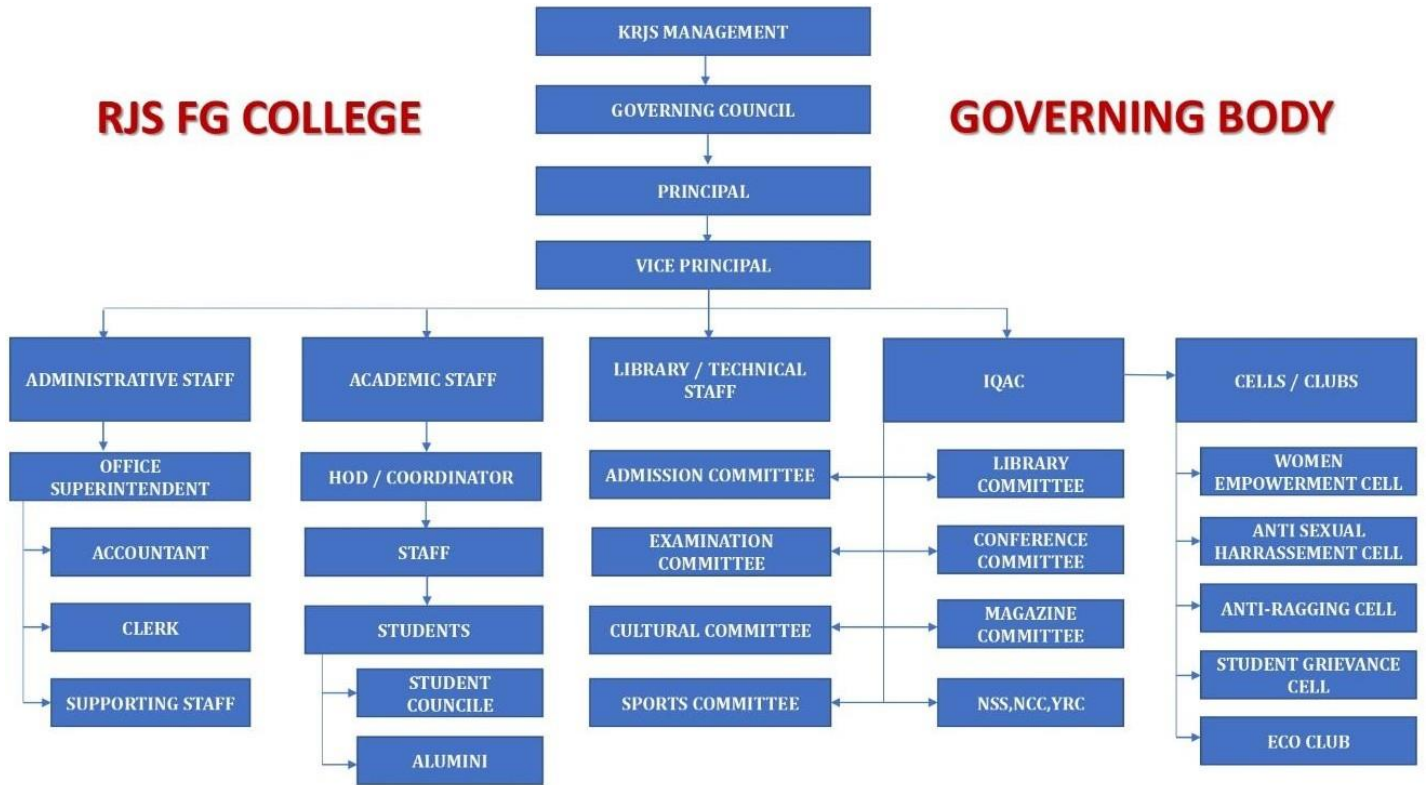 KRJS MANAGEMENT
RJS FG COLLEGE
GOVERNING COUNCIL
GOVERNING BODY
PRINCIPAL
VICE PRINCIPAL
ADMINISTRATIVE STAFF
ACADEMIC STAFF
LIBRARY / TECHNICAL
STAFF
IQAC
CELLS / CLUBS
OFFICE
SUPERINTENDENT
ACCOUNTANT
CLERK
SUPPORTING STAFF
HOD / COORDINATOR
STAFF
STUDENTS
STUDENT
COUNCILE
ALUMINI
ADMISSION COMMITTEE
EXAMINATION
COMMITTEE
CULTURAL COMMITTEE
SPORTS COMMITTEE
LIBRARY
COMMITTEE
CONFERENCE
COMMITTEE
MAGAZINE
COMMITTEE
NSS,NCC,YRC
WOMEN
EMPOWERMENT CELL
ANTI SEXUAL
HARRASSEMENT CELL
ANTI-RAGGING CELL
STUDENT GRIEVANCE
CELL
ECO CLUB